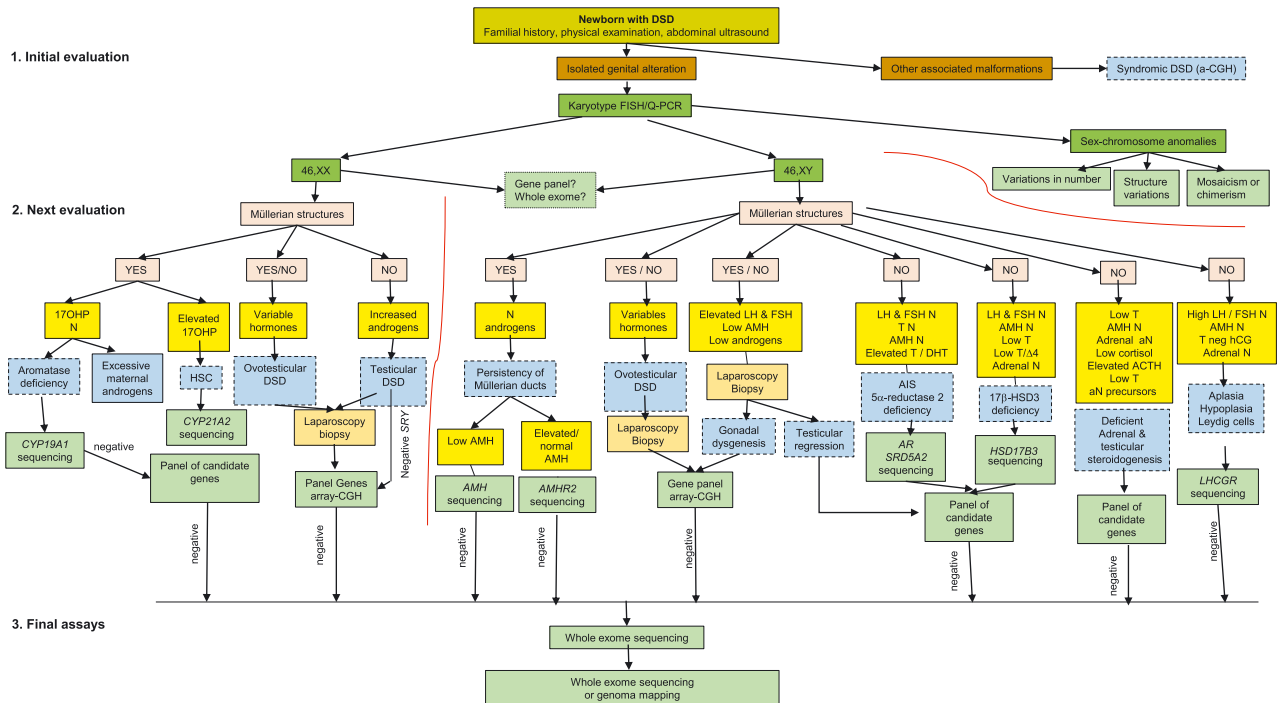 Newborn with DSD
Familial history, physical examination, abdominal ultrasound
1. Initial evaluation
Isolated genital alteration
Other associated malformations
Syndromic DSD (a-CGH)
Karyotype FISH/Q-PCR
Sex-chromosome anomalies
46,XX
Gene panel?
Whole exome?
46,XY
Variations in number
Structure
variations
Mosaicism or
chimerism
2. Next evaluation
Müllerian structures
Müllerian structures
YES
YES/NO
NO
YES
YES / NO
YES / NO
NO
NO
NO
NO
17OHP
N
Elevated
17OHP
Variable
hormones
Increased
androgens
N
androgens
Variables
hormones
Elevated LH & FSH
Low AMH
Low androgens
LH & FSH N
T N
AMH N
Elevated T / DHT
LH & FSH N
AMH N
Low T
Low T/Δ4
Adrenal N
Low T
AMH N
Adrenal aN
Low cortisol
Elevated ACTH
Low T
aN precursors
High LH / FSH N
AMH N
T neg hCG
Adrenal N
Aromatase
deficiency
Excessive
maternal
androgens
HSC
Ovotesticular
DSD
Testicular
DSD
Persistency of
Müllerian ducts
Ovotesticular
DSD
Laparoscopy
Biopsy
AIS
5α-reductase 2
deficiency
17β-HSD3
deficiency
Aplasia
Hypoplasia
Leydig cells
CYP19A1
sequencing
negative
CYP21A2
sequencing
Laparoscopy
biopsy
Negative SRY
Low AMH
Elevated/
normal
AMH
Laparoscopy
Biopsy
Gonadal
dysgenesis
Testicular
regression
AR
SRD5A2
sequencing
HSD17B3
sequencing
Deficient
Adrenal &
testicular
steroidogenesis
Panel of candidate
genes
Panel Genes
array-CGH
AMH
sequencing
AMHR2
sequencing
Gene panel
array-CGH
Panel of
candidate
genes
Panel of
candidate
genes
LHCGR
sequencing
negative
negative
negative
negative
negative
negative
negative
negative
3. Final assays
Whole exome sequencing
Whole exome sequencing
or genoma mapping